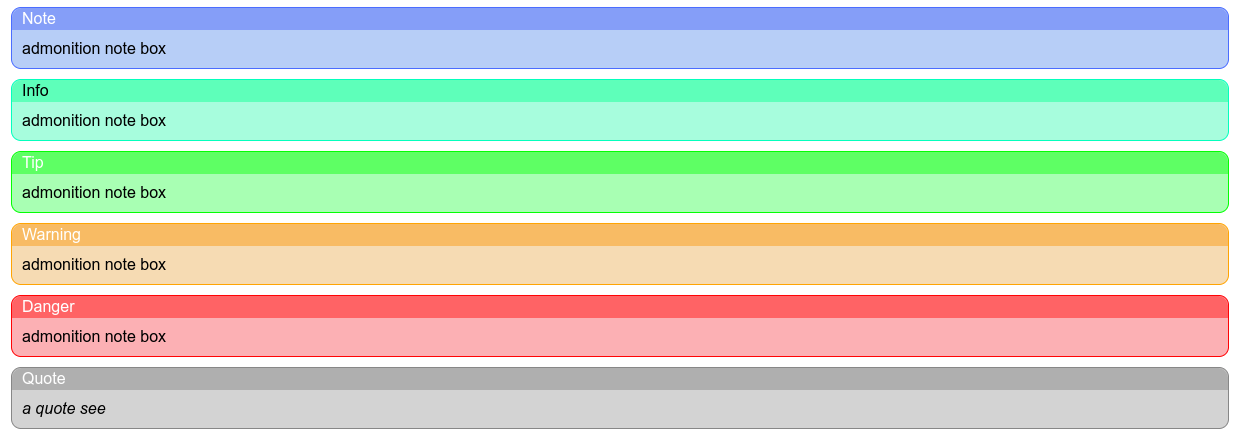 Note
admonition note box
Info
admonition note box
Tip
admonition note box
Warning
admonition note box
Danger
admonition note box
Quote
a quote see